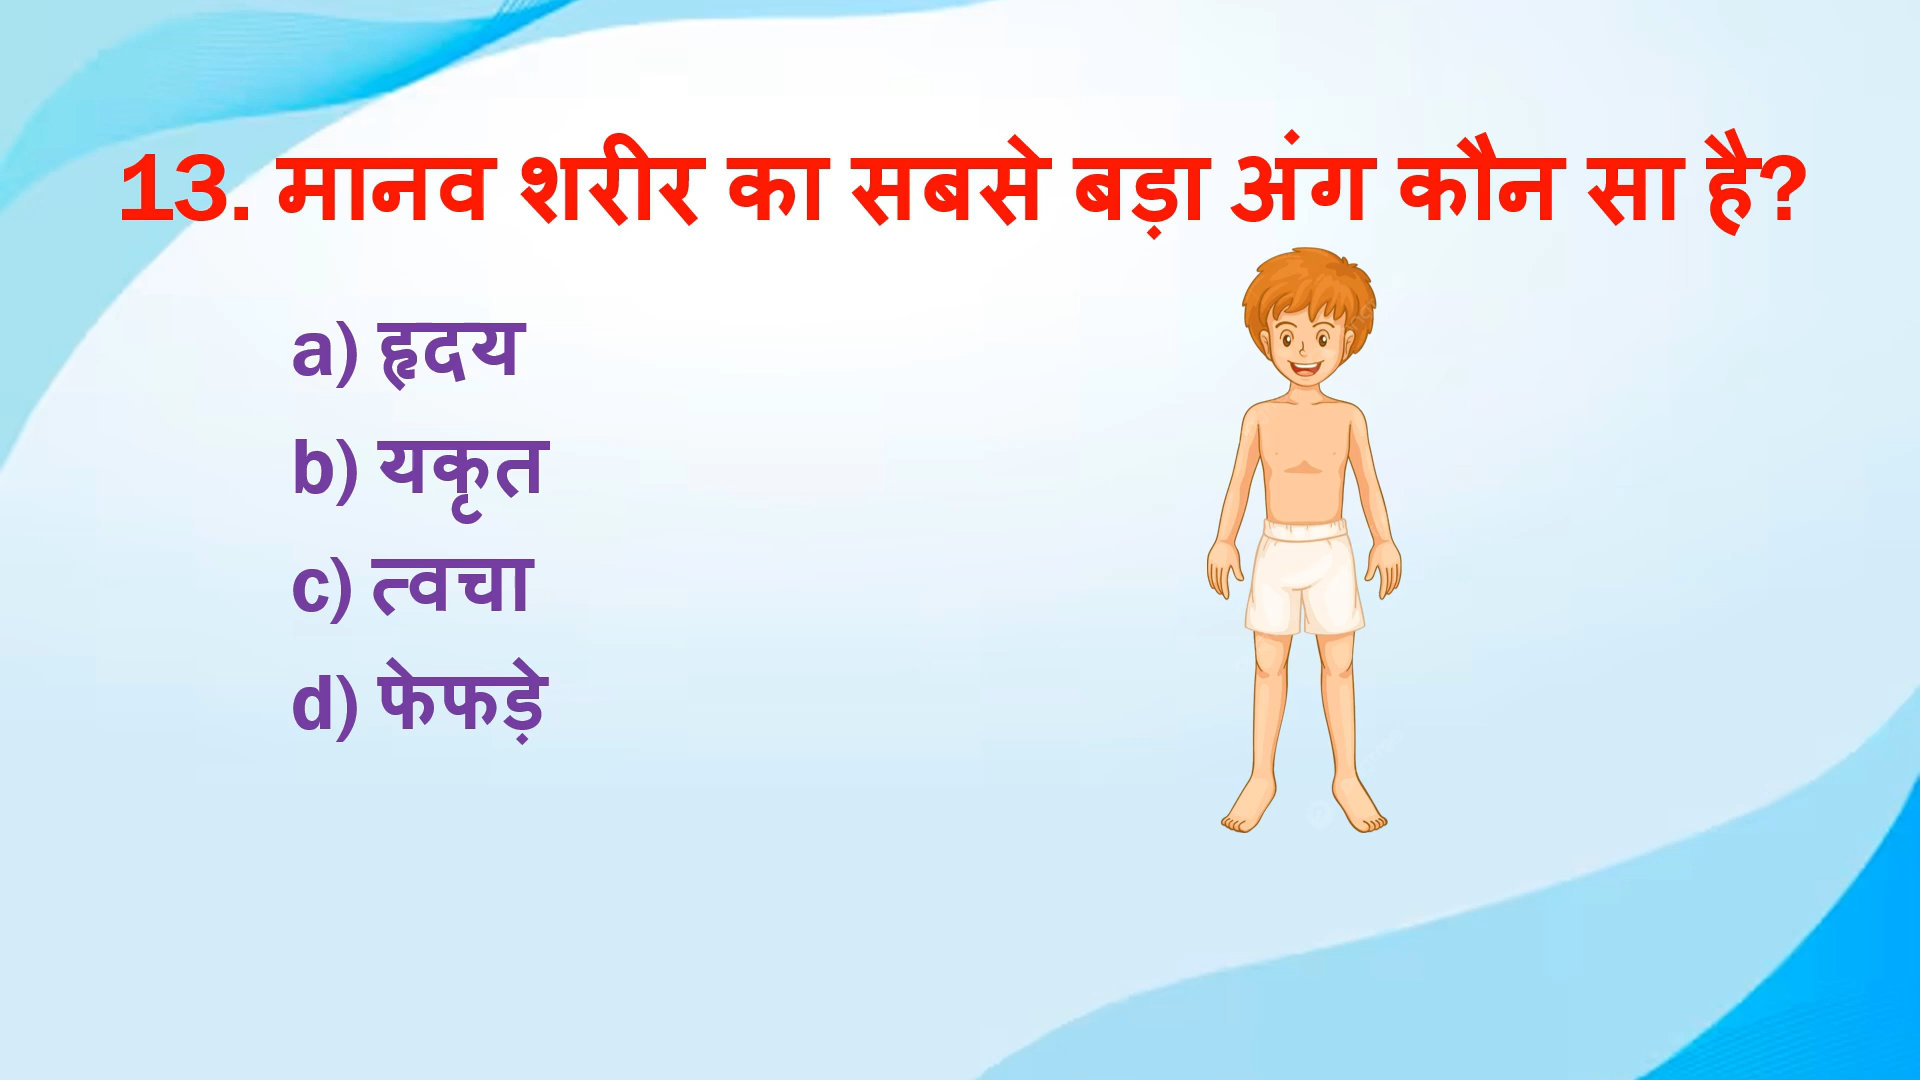 13. मानव शरीर का सबसे बड़ा अंग कौन सा है?
a) हृदय
b) यकृत
c) त्वचा
d) फेफड़े